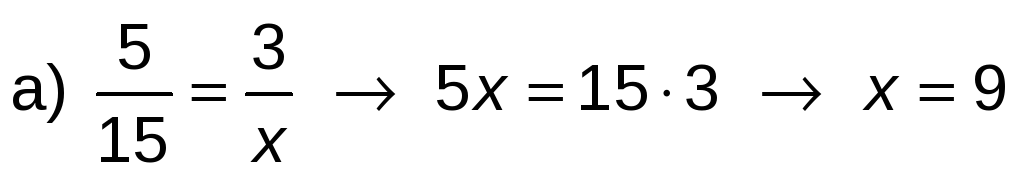 a) 5/15 = 3/x → 5x = 15 · 3 → x = 9